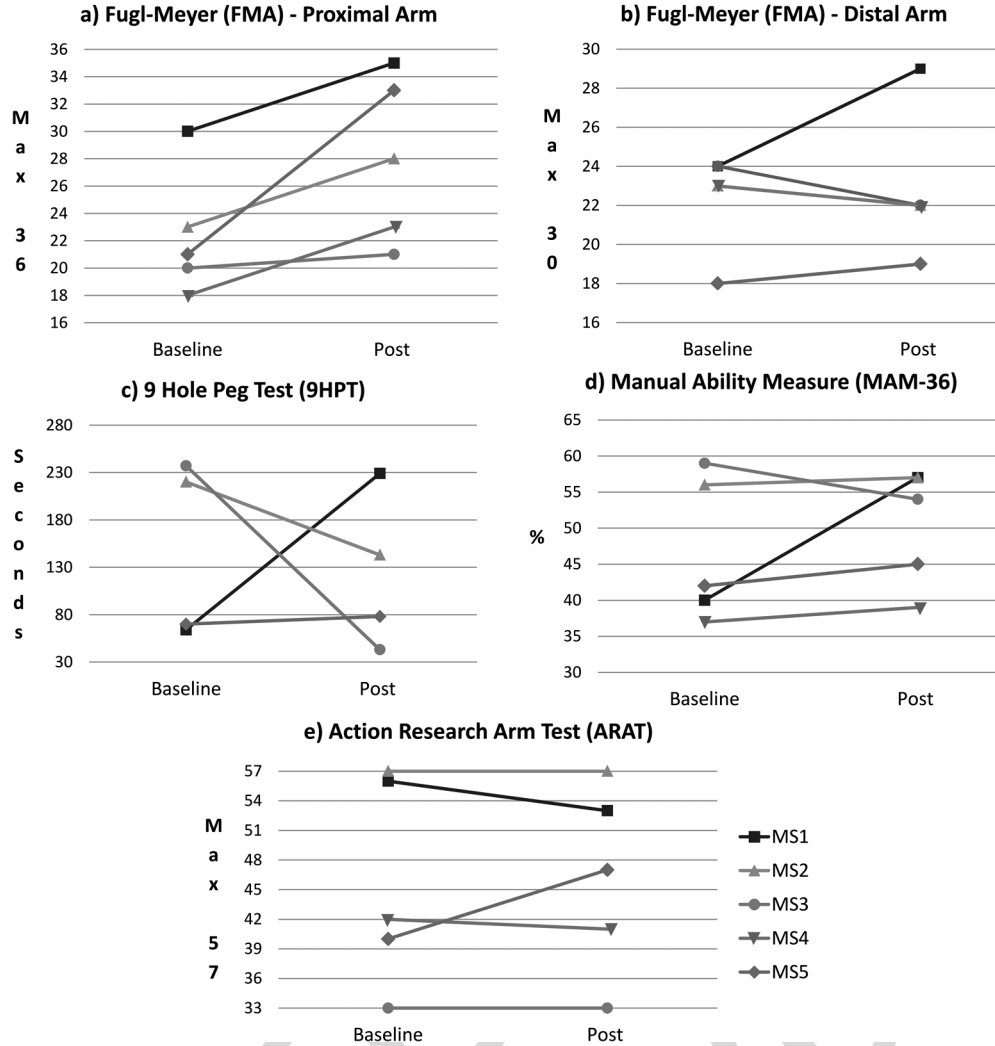 a) Fugl-Meyer (FMA) - Proximal Arm
36
34
32
30
28
26
24
22
20
18
16
M
a
x
3
6
Baseline Post
b) Fugl-Meyer (FMA) - Distal Arm
30
28
26
24
22
20
18
16
M
a
x
3
0
Baseline Post
c) 9 Hole Peg Test (9HPT)
280
230
180
130
80
30
S
e
c
o
n
d
s
Baseline Post
d) Manual Ability Measure (MAM-36)
65
60
55
50
45
40
35
30
%
Baseline Post
e) Action Research Arm Test (ARAT)
57
54
51
48
45
42
39
36
33
M
a
x
5
7
Baseline Post
MS1
MS2
MS3
MS4
MS5